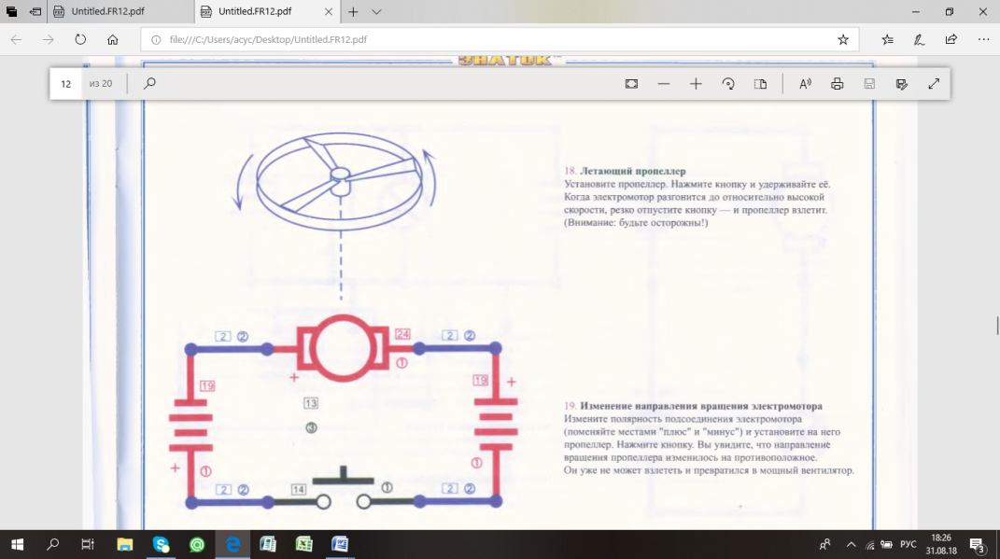 Untitled.FR12.pdf
Untitled.FR12.pdf
file:///C:/Users/acyc/Desktop/Untitled.FR12.pdf
ЗНАТОК
12 из 20
18. Летающий пропеллер
Установите пропеллер. Нажмите кнопку и удерживайте её.
Когда электромотор разгонится до относительно высокой
скорости, резко отпустите кнопку — и пропеллер взлетит.
(Внимание: будьте осторожны!)
2 2
24
2 2
1
+
19
19 +
13
3
+ 1
1
2 2
14
1
2 2
19. Изменение направления вращения электромотора
Измените полярность подсоединения электромотора
(поменяйте местами "плюс" и "минус") и установите на него
пропеллер. Нажмите кнопку. Вы увидите, что направление
вращения пропеллера изменилось на противоположное.
Он уже не может взлететь и превратился в мощный вентилятор.
РУС
18:26
31.08.18
3